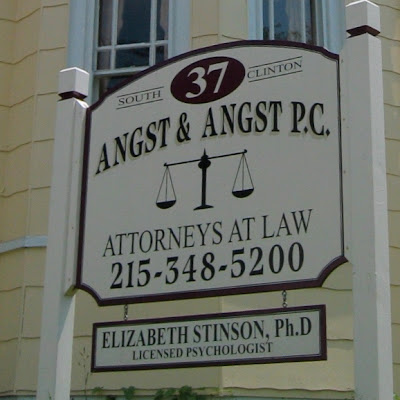 37
SOUTH CLINTON
ANGST & ANGST P.C.
ATTORNEYS AT LAW
215-348-5200
ELIZABETH STINSON, Ph.D
LICENSED PSYCHOLOGIST